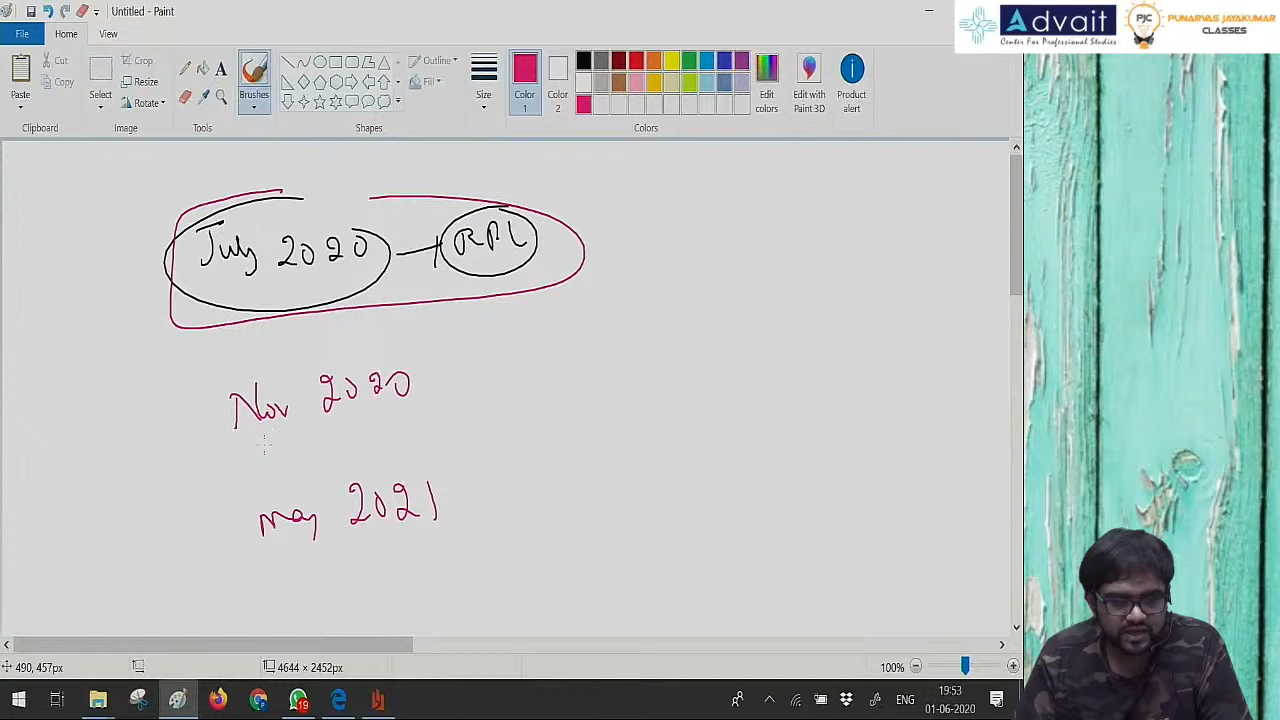 Untitled - Paint
Advait
Center For Professional Studies
PJC
PUNARVAS JAYAKUMAR
CLASSES
File Home View
Paste
Cut
Copy
Clipboard
Select
Crop
Resize
Rotate
Image
Tools
Brushes
Shapes
Outline
Fill
Size
Color
1
Color
2
Colors
Edit
colors
Edit with
Paint 3D
Product
alert
July 2020
Nov 2020
may 2021
490, 457px
4644 × 2452px
100%
ENG
19:53
01-06-2020